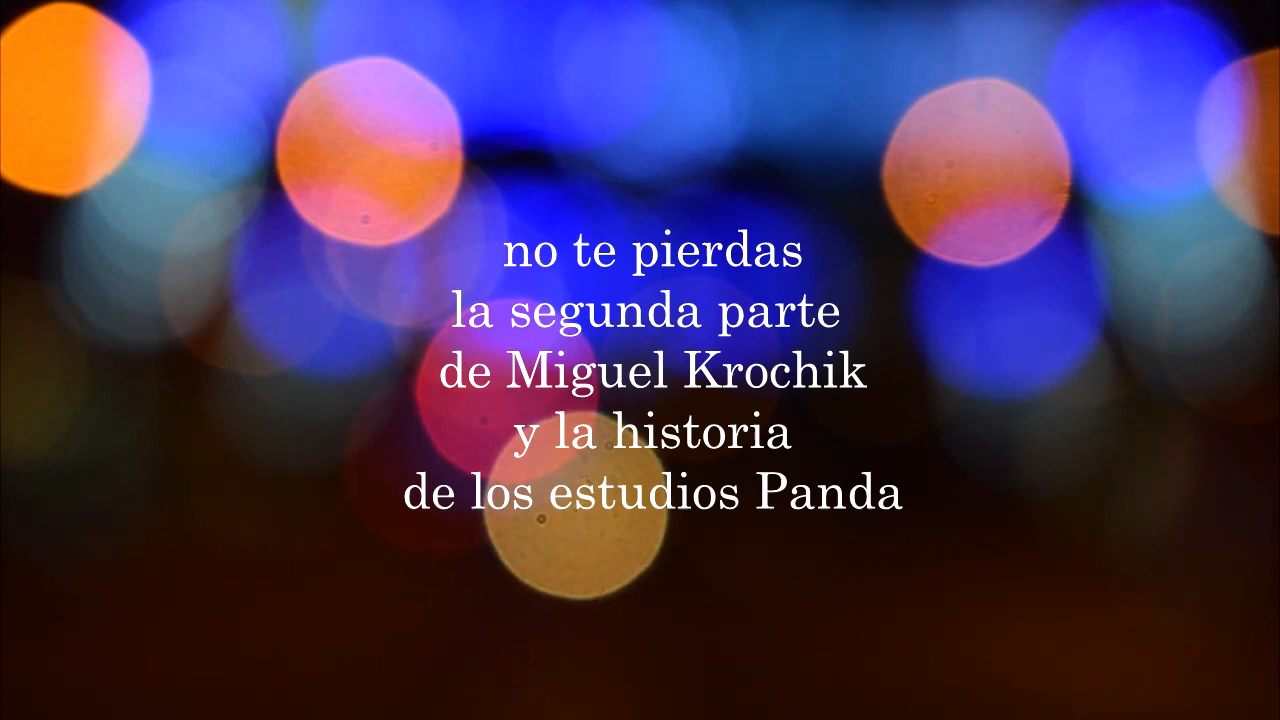 no te pierdas
la segunda parte
de Miguel Krochik
y la historia
de los estudios Panda